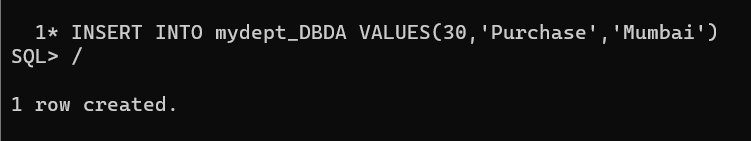 1* INSERT INTO mydept_DBDA VALUES(30,'Purchase','Mumbai')
SQL> /
1 row created.